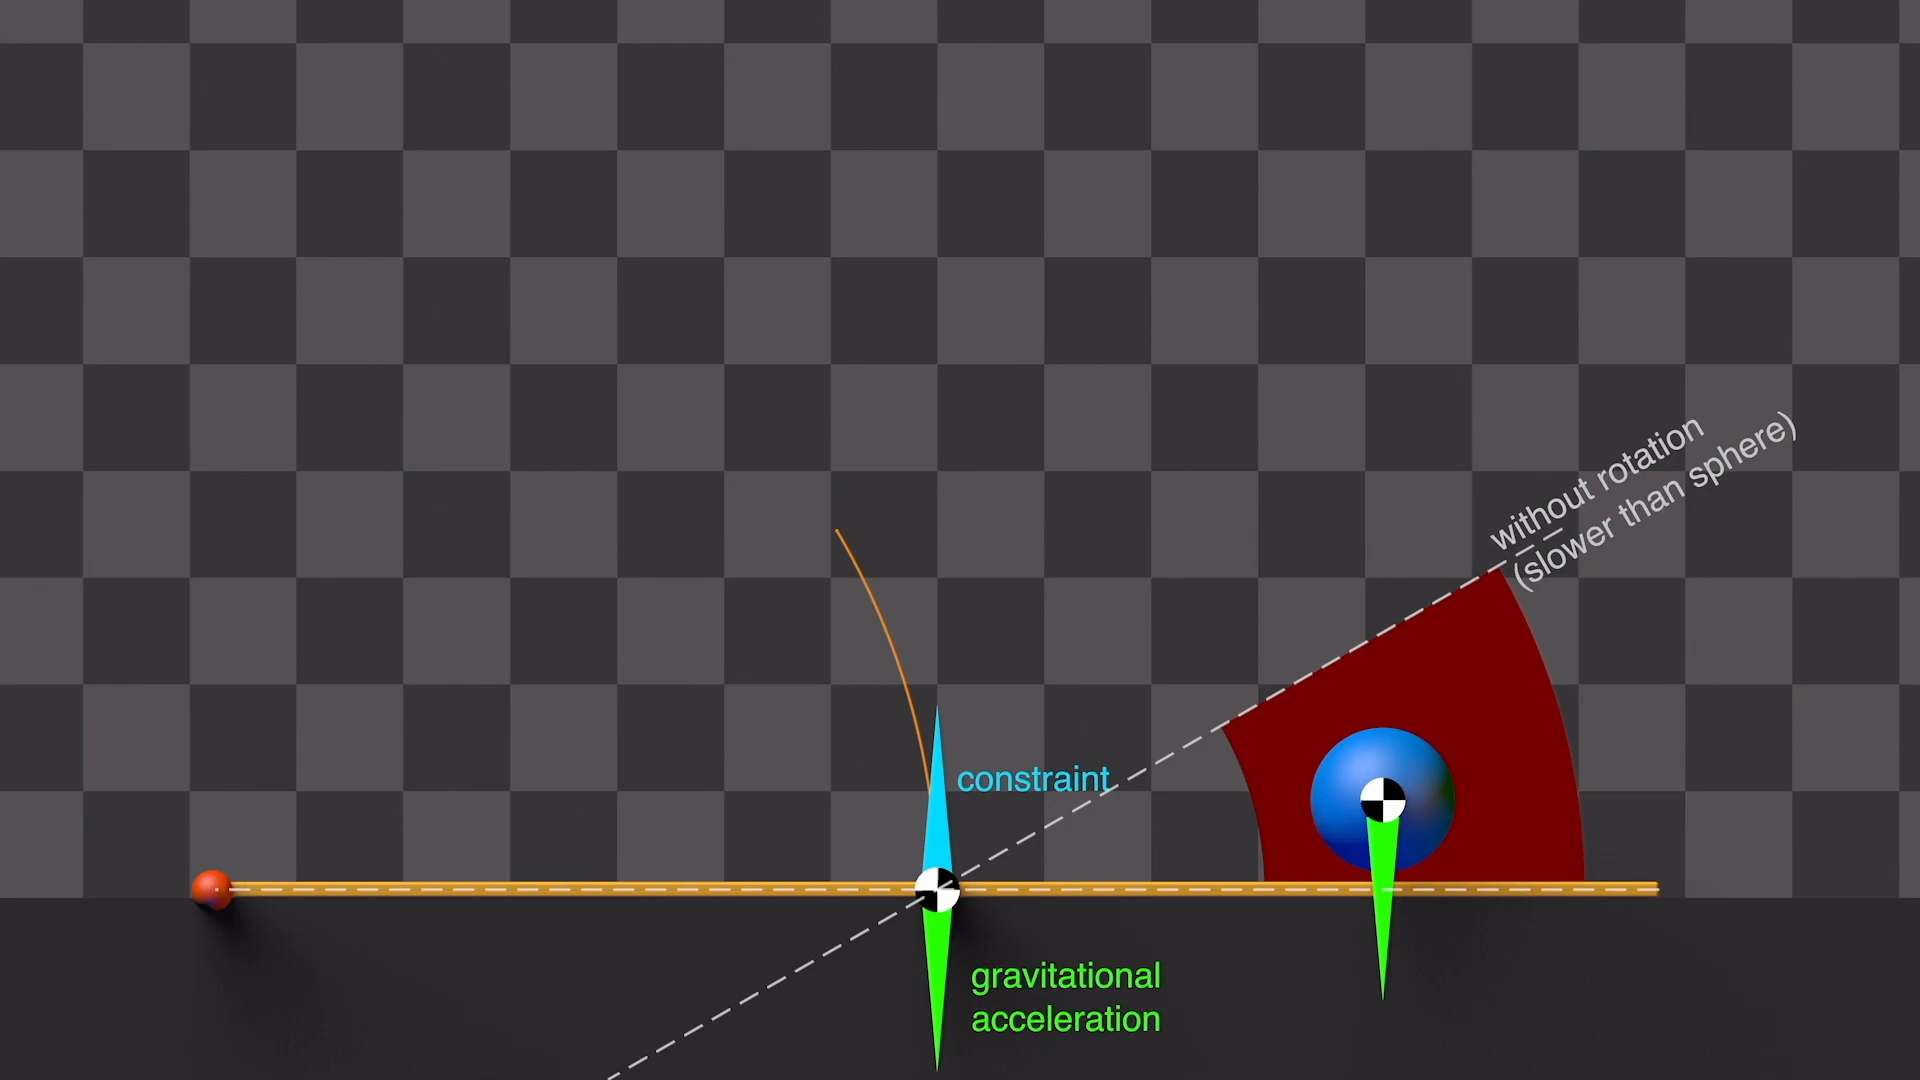 without rotation
(slower than sphere)
constraint
gravitational
acceleration